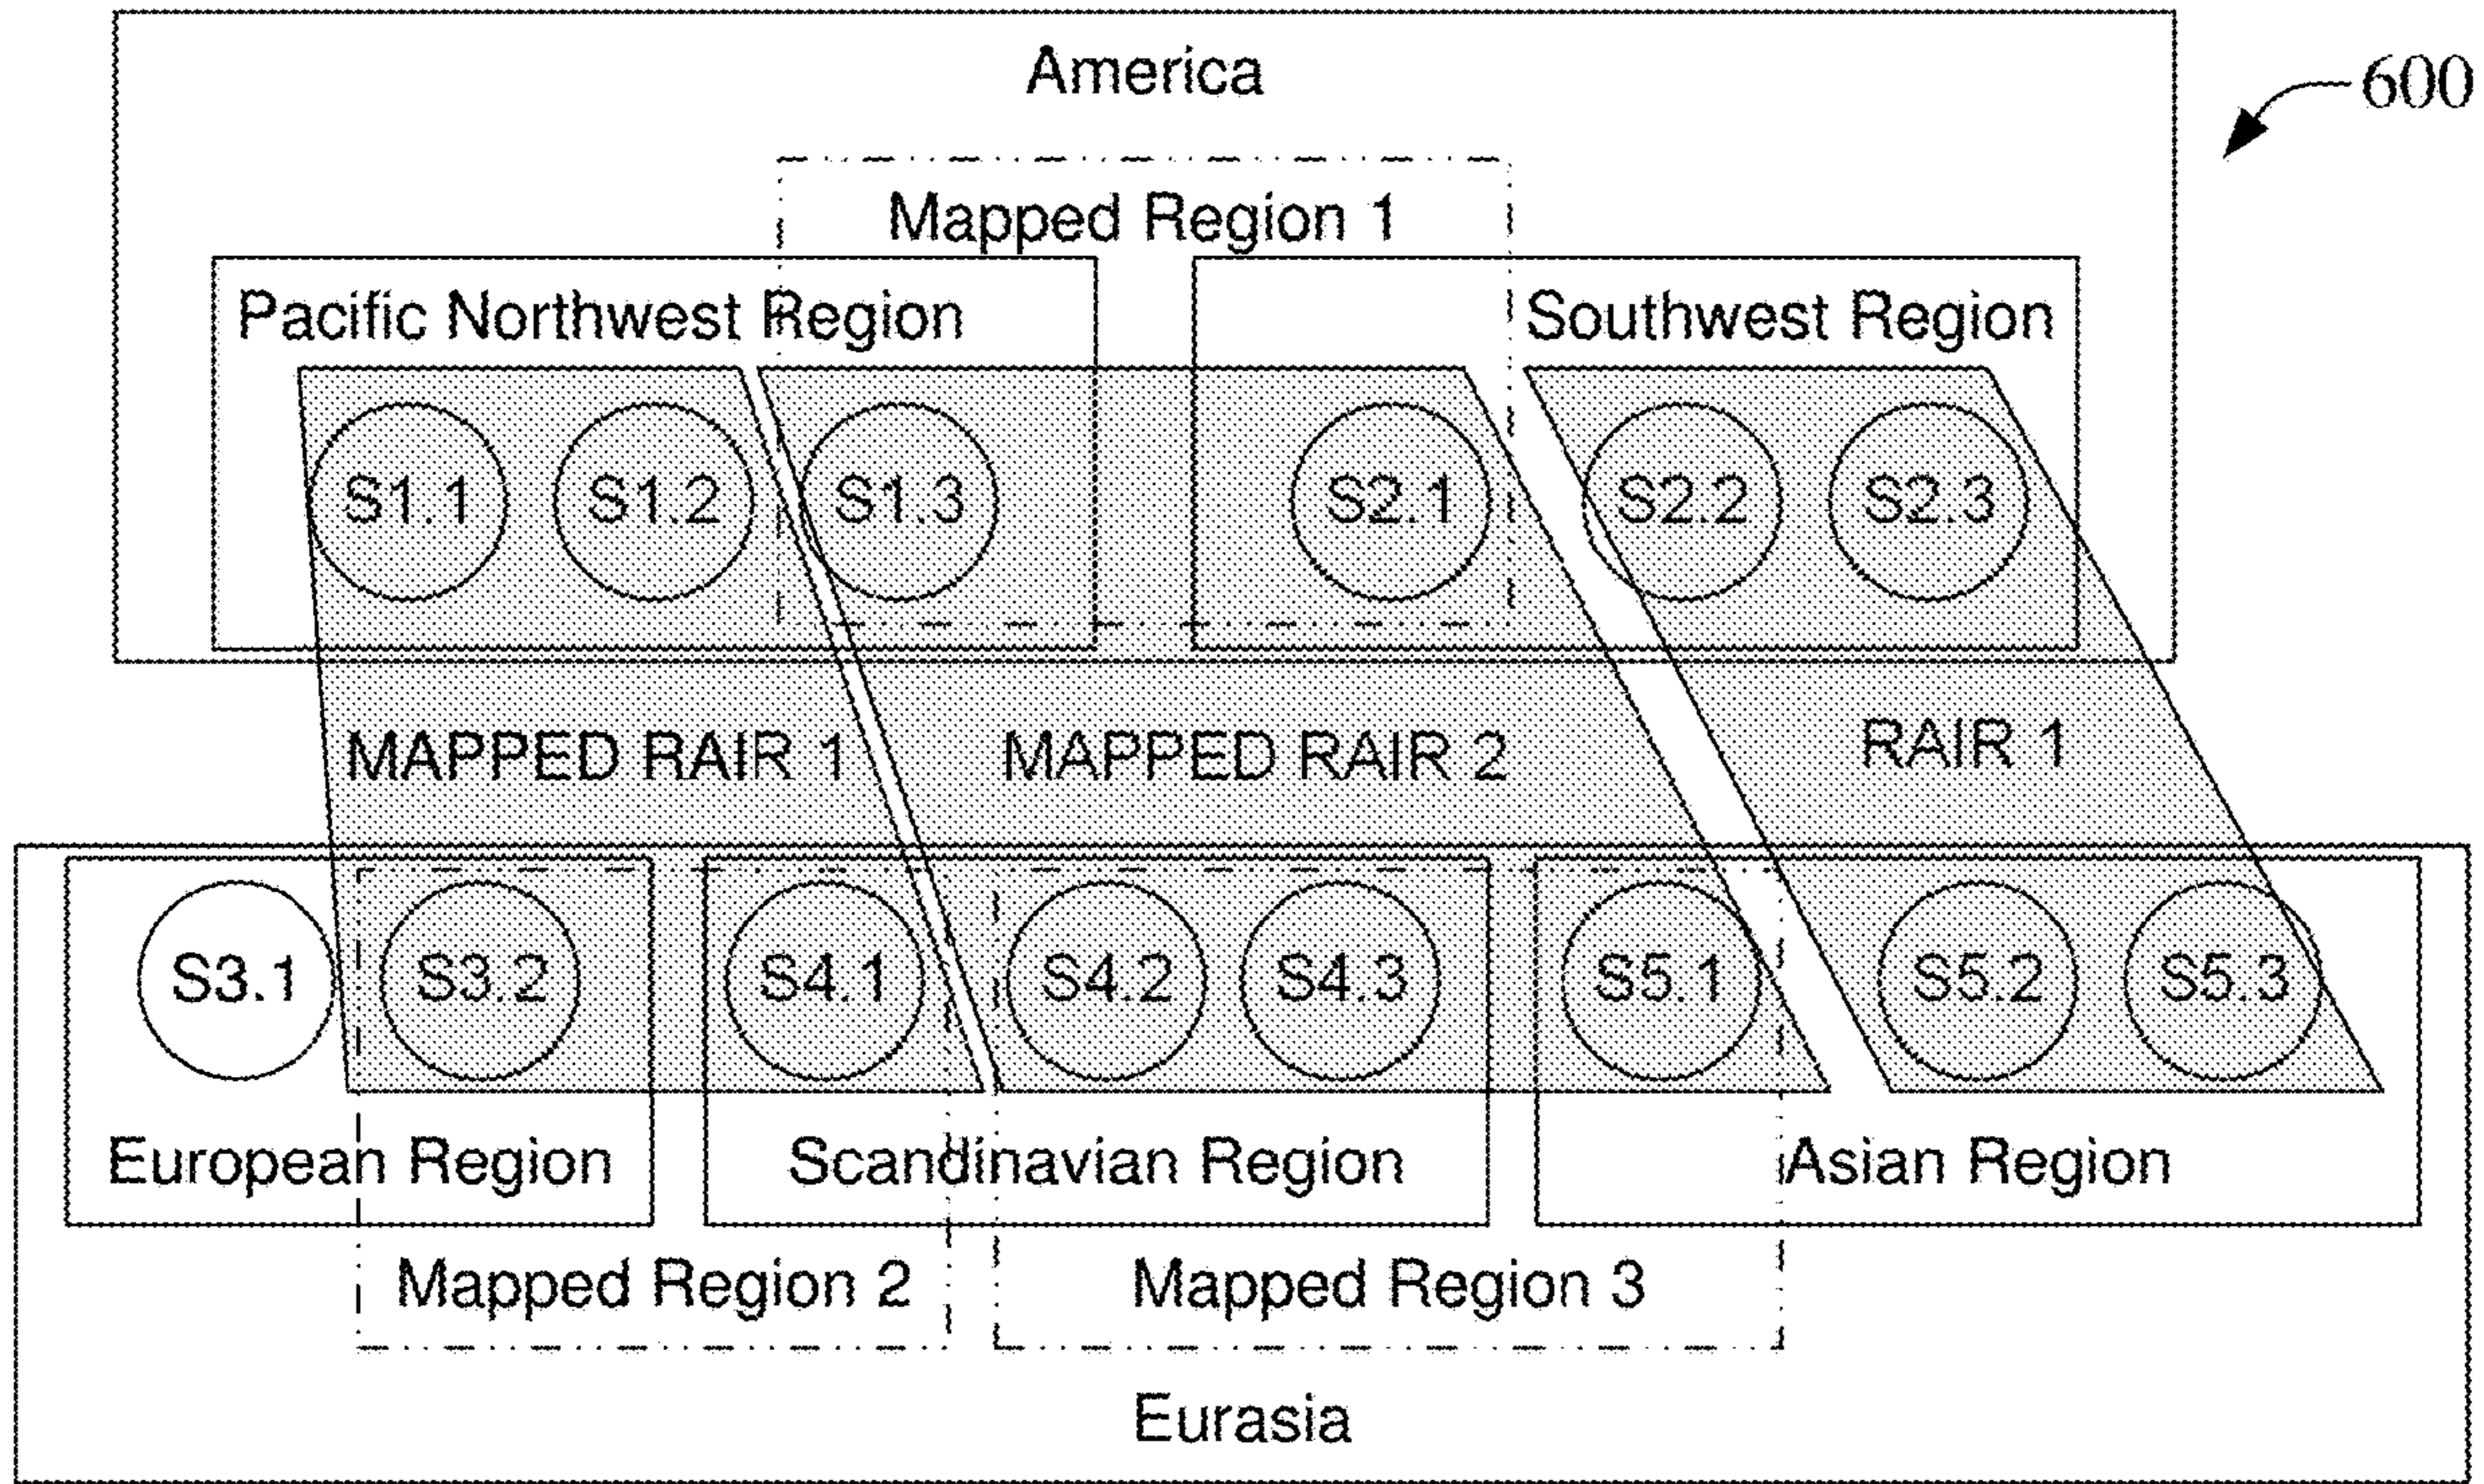 America
600
Mapped Region 1
Pacific Northwest Region
Southwest Region
S1.1
S1.2
S1.3
S2.1
S2.2
S2.3
MAPPED RAIR 1
MAPPED RAIR 2
RAIR 1
S3.1
S3.2
S4.1
S4.2
S4.3
S5.1
S5.2
S5.3
European Region
Scandinavian Region
Asian Region
Mapped Region 2
Mapped Region 3
Eurasia